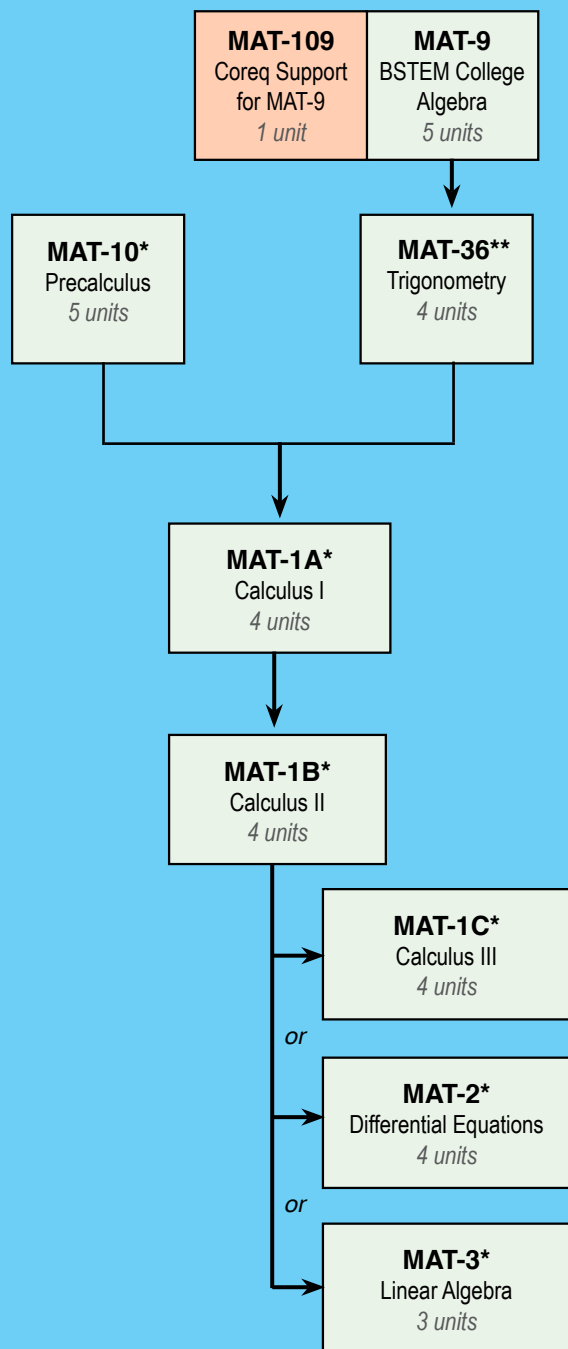 MAT-109
Coreq Support
for MAT-9
1 unit
MAT-9
BSTEM College
Algebra
5 units
MAT-10*
Precalculus
5 units
MAT-36**
Trigonometry
4 units
MAT-1A*
Calculus I
4 units
MAT-1B*
Calculus II
4 units
MAT-1C*
Calculus III
4 units
or
MAT-2*
Differential Equations
4 units
or
MAT-3*
Linear Algebra
3 units